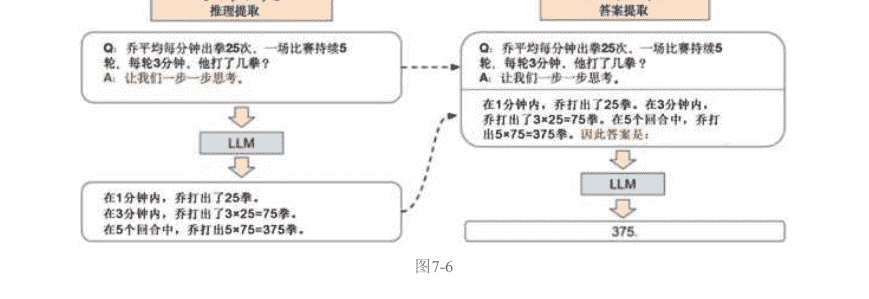 推理提取
Q：乔平均每分钟出拳25次，一场比赛持续5
轮，每轮3分钟，他打了几拳？
A：让我们一步一步思考。
LLM
在1分钟内，乔打出了25拳。
在3分钟内，乔打出了3×25=75拳。
在5个回合中，乔打出5×75=375拳。
答案提取
Q：乔平均每分钟出拳25次，一场比赛持续5
轮，每轮3分钟，他打了几拳？
A：让我们一步一步思考。
在1分钟内，乔打出了25拳。在3分钟内，
乔打出了3×25=75拳。在5个回合中，乔打
出5×75=375拳。因此答案是：
LLM
375.
图7-6